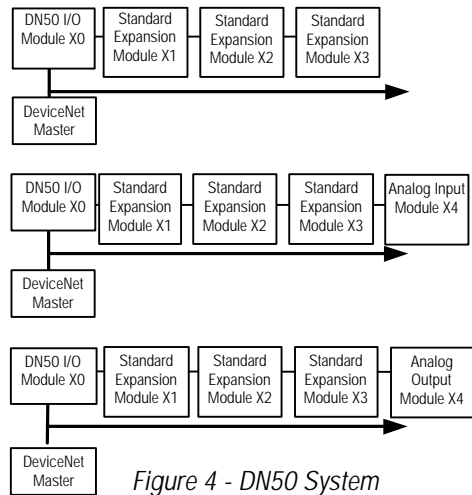 DN50 I/O
Module X0
Standard
Expansion
Module X1
Standard
Expansion
Module X2
Standard
Expansion
Module X3
DeviceNet
Master
DN50 I/O
Module X0
Standard
Expansion
Module X1
Standard
Expansion
Module X2
Standard
Expansion
Module X3
Analog Input
Module X4
DeviceNet
Master
DN50 I/O
Module X0
Standard
Expansion
Module X1
Standard
Expansion
Module X2
Standard
Expansion
Module X3
Analog
Output
Module X4
DeviceNet
Master
Figure 4 - DN50 System